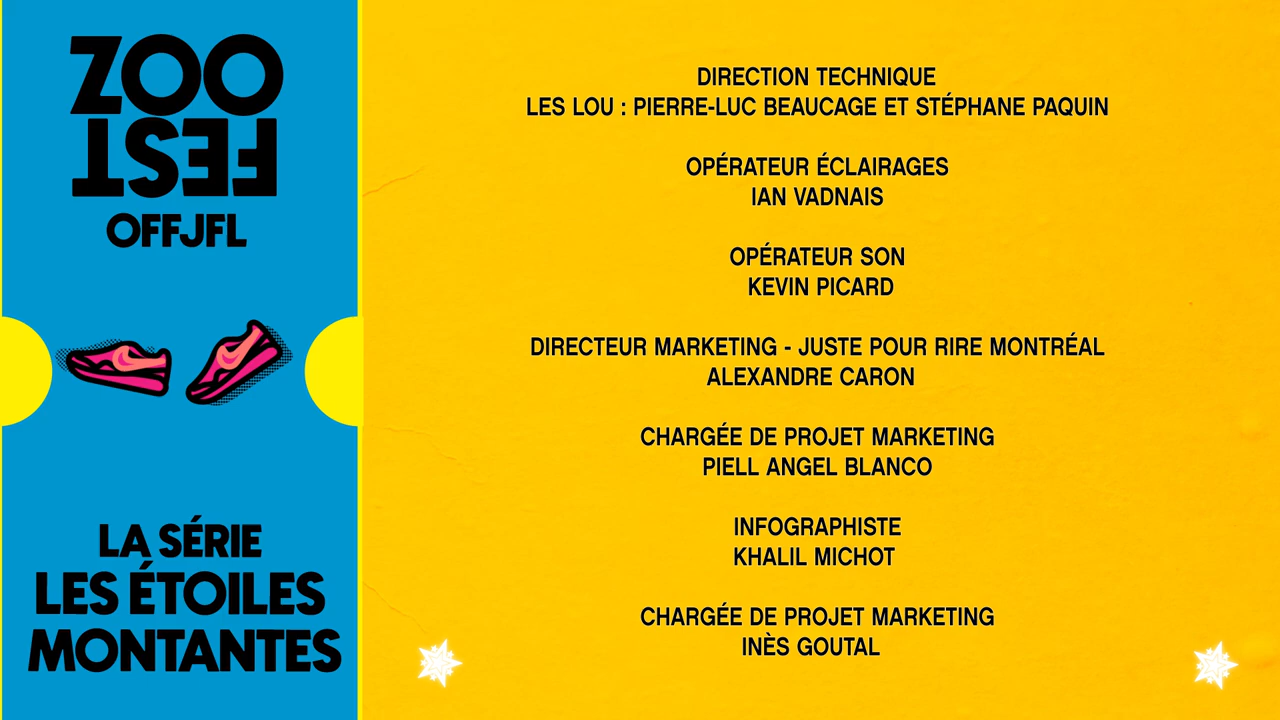 ZOO
FEST
OFFJFL
LA SÉRIE
LES ÉTOILES
MONTANTES
DIRECTION TECHNIQUE
LES LOU : PIERRE-LUC BEAUCAGE ET STÉPHANE PAQUIN
OPÉRATEUR ÉCLAIRAGES
IAN VADNAIS
OPÉRATEUR SON
KEVIN PICARD
DIRECTEUR MARKETING - JUSTE POUR RIRE MONTRÉAL
ALEXANDRE CARON
CHARGÉE DE PROJET MARKETING
PIELL ANGEL BLANCO
INFOGRAPHISTE
KHALIL MICHOT
CHARGÉE DE PROJET MARKETING
INÈS GOUTAL